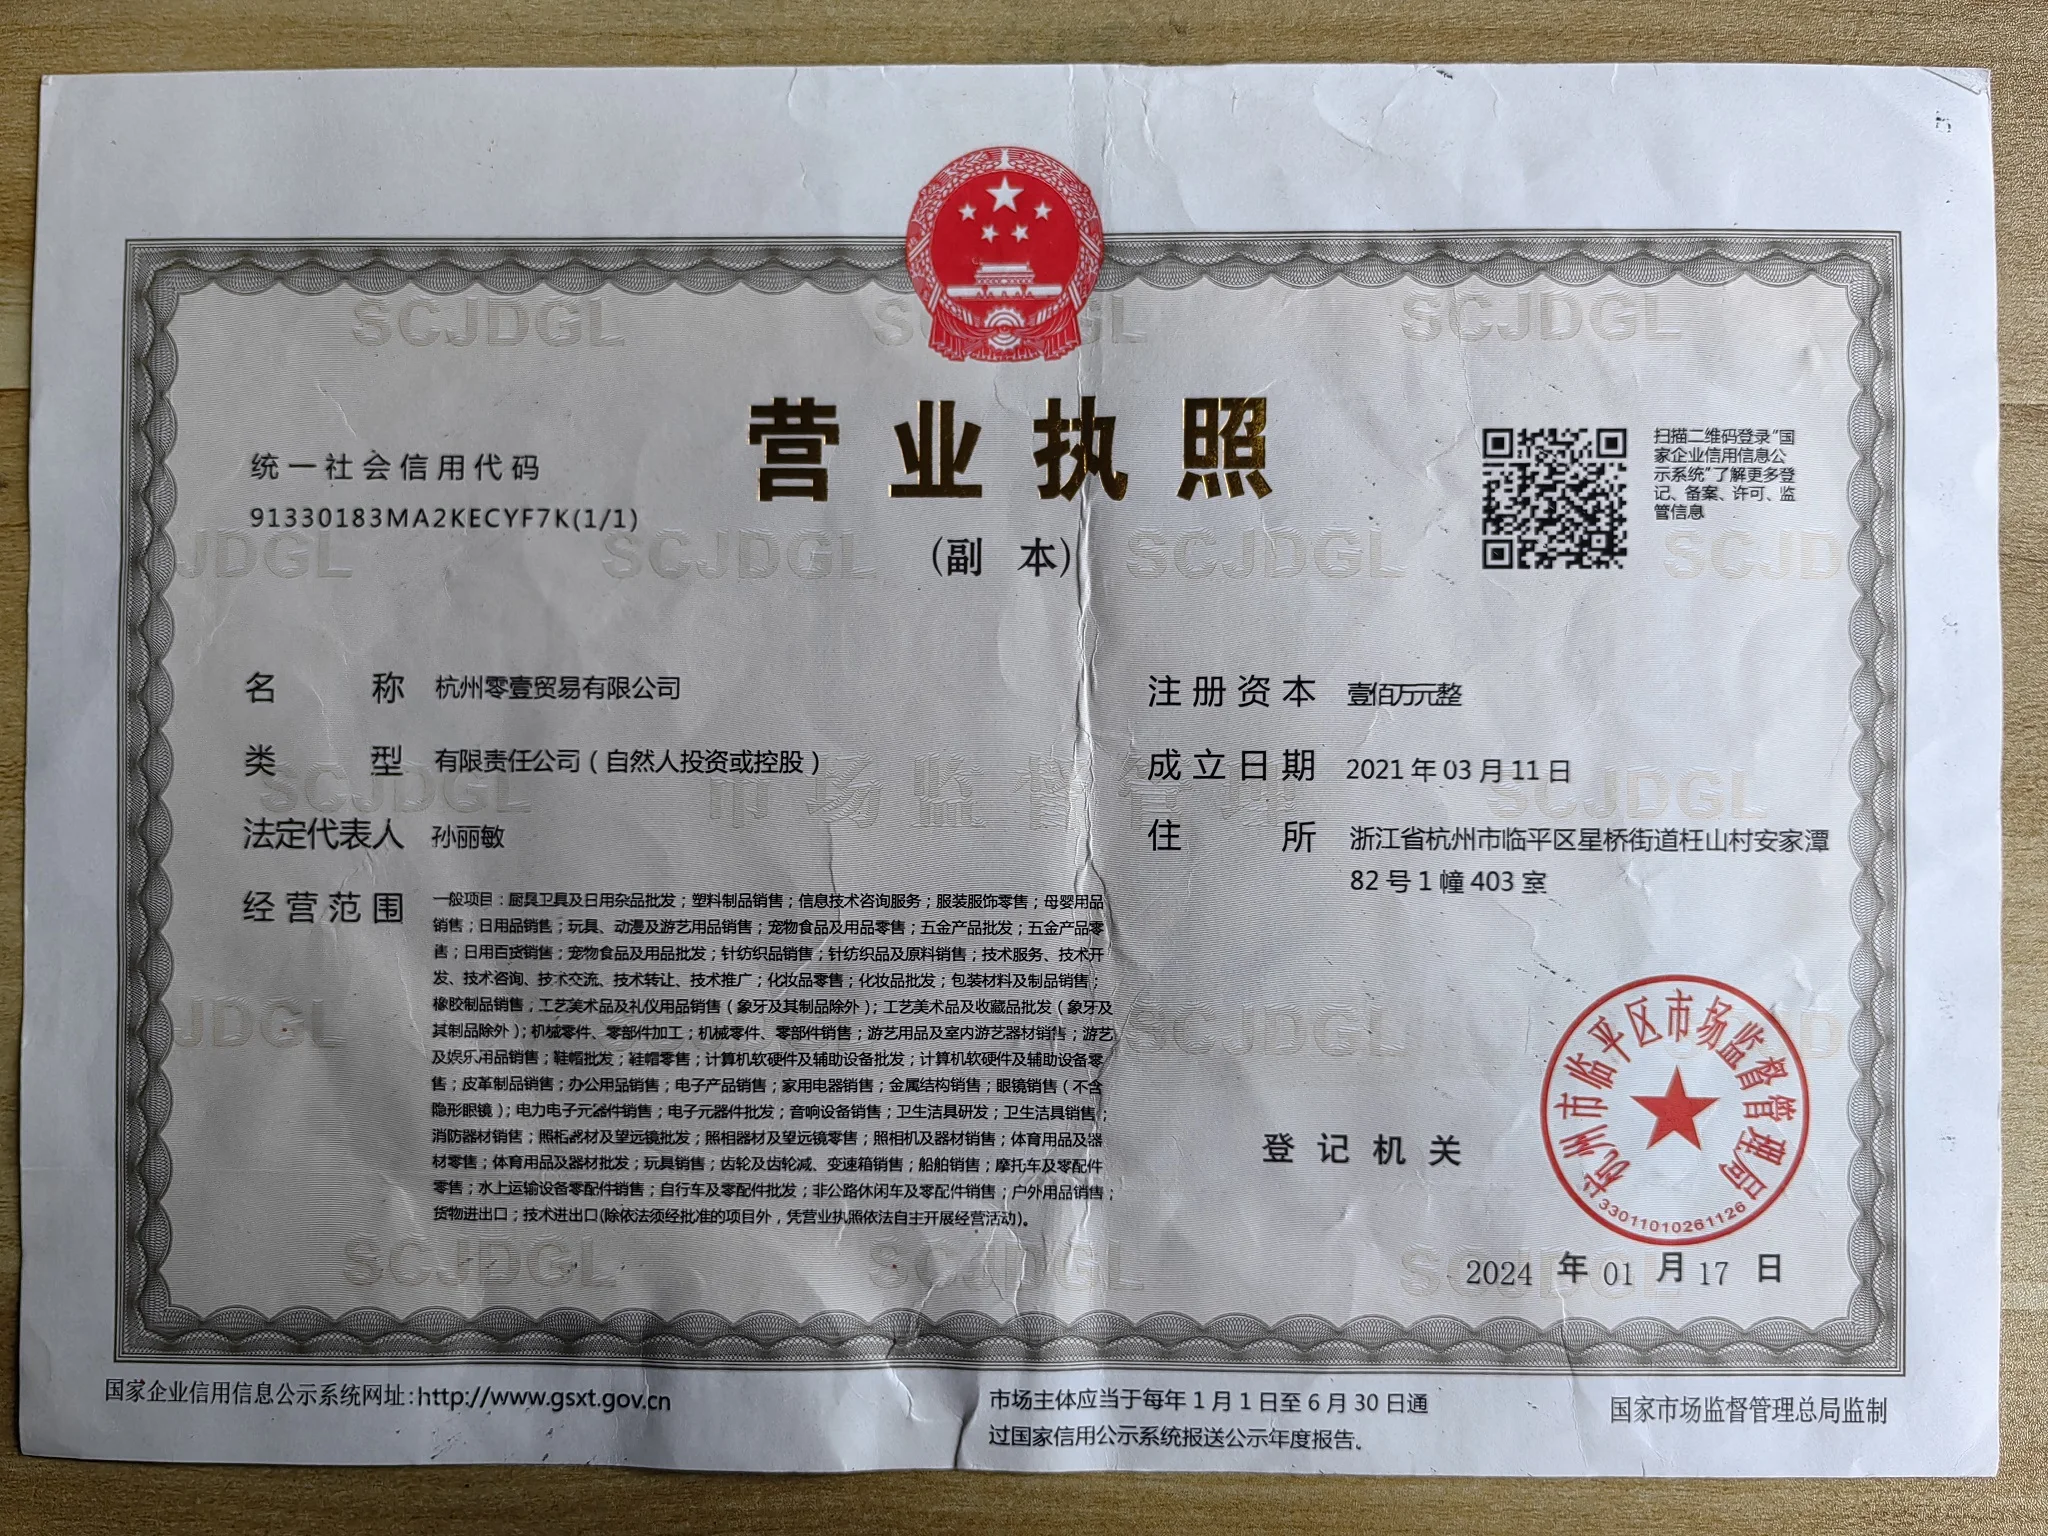 营业执照
(副 本)
统一社会信用代码
91330183MA2KECYF7K(1/1)
扫描二维码登录“国
家企业信用信息公
示系统”了解更多登
记、备案、许可、监
管信息
名 称 杭州零壹贸易有限公司
类 型 有限责任公司（自然人投资或控股）
法定代表人 孙丽敏
经营范围 一般项目：厨具卫具及日用杂品批发；塑料制品销售；信息技术咨询服务；服装服饰零售；母婴用品
销售；日用品销售；玩具、动漫及游艺用品销售；宠物食品及用品零售；五金产品批发；五金产品零
售；日用百货销售；宠物食品及用品批发；针纺织品销售；针纺织品及原料销售；技术服务、技术开
发、技术咨询、技术交流、技术转让、技术推广；化妆品零售；化妆品批发；包装材料及制品销售；
橡胶制品销售；工艺美术品及礼仪用品销售（象牙及其制品除外）；工艺美术品及收藏品批发（象牙及
其制品除外）；机械零件、零部件加工；机械零件、零部件销售；游艺用品及室内游艺器材销售；游艺
及娱乐用品销售；鞋帽批发；鞋帽零售；计算机软硬件及辅助设备批发；计算机软硬件及辅助设备零
售；皮革制品销售；办公用品销售；电子产品销售；家用电器销售；金属结构销售；眼镜销售（不含
隐形眼镜）；电力电子元器件销售；电子元器件批发；音响设备销售；卫生洁具研发；卫生洁具销售；
消防器材销售；照相器材及望远镜批发；照相器材及望远镜零售；照相机及器材销售；体育用品及器
材零售；体育用品及器材批发；玩具销售；齿轮及齿轮减、变速箱销售；船舶销售；摩托车及零配件
零售；水上运输设备零配件销售；自行车及零配件批发；非公路休闲车及零配件销售；户外用品销售；
货物进出口；技术进出口(除依法须经批准的项目外，凭营业执照依法自主开展经营活动)。
注册资本 壹佰万元整
成立日期 2021年03月11日
住 所 浙江省杭州市临平区星桥街道枉山村安家潭
82号1幢403室
登记机关
杭州市临平区市场监督管理局
33011010261126
2024 年 01 月 17 日
国家企业信用信息公示系统网址:http://www.gsxt.gov.cn
市场主体应当于每年1月1日至6月30日通
过国家信用公示系统报送公示年度报告。
国家市场监督管理总局监制
SCJDGL
市场监督管理